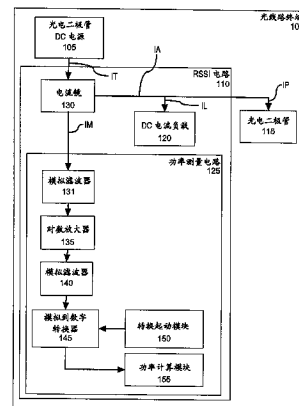 光线路终端
光电二极管
DC 电源
105
IT
IA
RSSI 电路
110
IP
电流镜
130
IL
IM
DC 电流负载
120
光电二极管
115
功率测量电路
125
模拟滤波器
131
对数放大器
135
模拟滤波器
140
模拟到数字
转换器
145
转换起动模块
150
功率计算模块
155